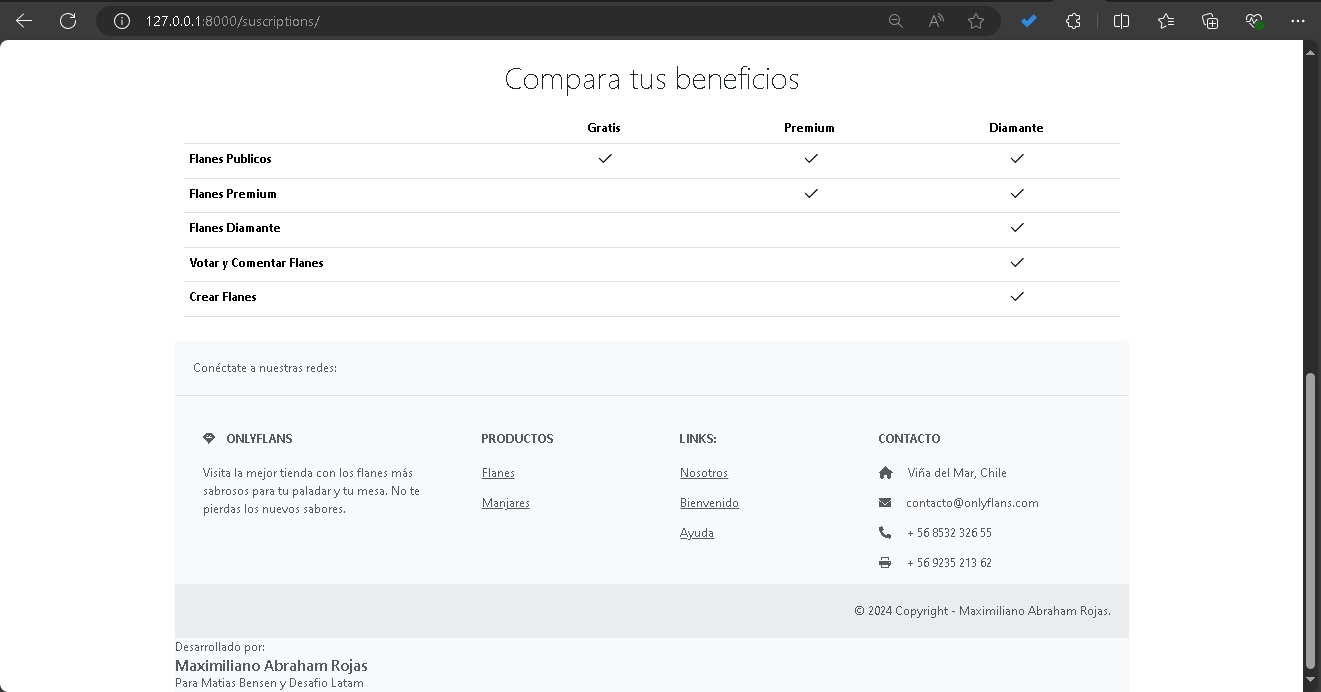 127.0.0.1:8000/suscriptions/
Compara tus beneficios
Gratis Premium Diamante
Flanes Publicos
Flanes Premium
Flanes Diamante
Votar y Comentar Flanes
Crear Flanes
Conéctate a nuestras redes:
ONLYFLANS
Visita la mejor tienda con los flanes más
sabrosos para tu paladar y tu mesa. No te
pierdas los nuevos sabores.
PRODUCTOS
Flanes
Manjares
LINKS:
Nosotros
Bienvenido
Ayuda
CONTACTO
Viña del Mar, Chile
contacto@onlyflans.com
+ 56 8532 326 55
+ 56 9235 213 62
© 2024 Copyright - Maximiliano Abraham Rojas.
Desarrollado por:
Maximiliano Abraham Rojas
Para Matias Bensen y Desafio Latam